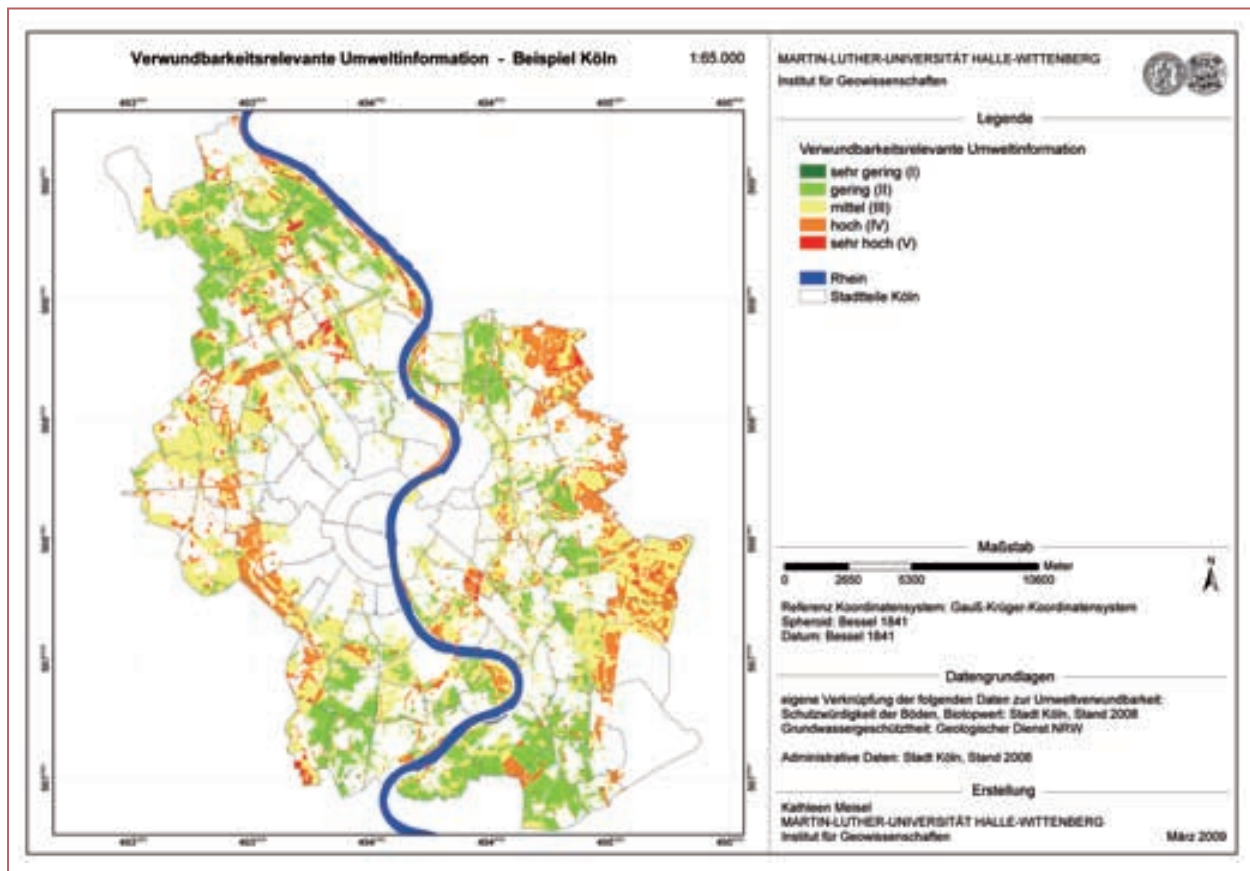 Verwundbarkeitsrelevante Umweltinformation - Beispiel Köln
1:65.000
MARTIN-LUTHER-UNIVERSITÄT HALLE-WITTENBERG
Institut für Geowissenschaften
Legende
Verwundbarkeitsrelevante Umweltinformation
sehr gering (I)
gering (II)
mittel (III)
hoch (IV)
sehr hoch (V)
Rhein
Stadtteile Köln
Maßstab
Meter
0 2650 5300 10600
N
Referenz Koordinatensystem: Gauß-Krüger-Koordinatensystem
Spheroid: Bessel 1841
Datum: Bessel 1841
Datengrundlagen
eigene Verknüpfung der folgenden Daten zur Umweltverwundbarkeit:
Schutzwürdigkeit der Böden, Biotopwert: Stadt Köln, Stand 2008
Grundwassergeschütztheit: Geologischer Dienst NRW
Administrative Daten: Stadt Köln, Stand 2008
Erstellung
Kathleen Meisel
MARTIN-LUTHER-UNIVERSITÄT HALLE-WITTENBERG
Institut für Geowissenschaften
März 2009